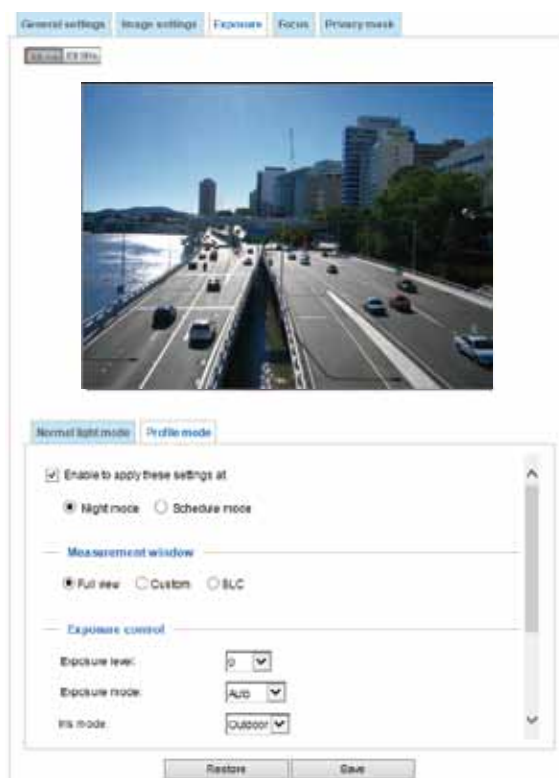 General settings Image settings Exposure Focus Privacy mask
Normal light mode Profile mode
Enable to apply these settings at
Night mode Schedule mode
Measurement window
Full view Custom BLC
Exposure control
Exposure level: 0
Exposure mode: Auto
Iris mode: Outdoor
Restore Save